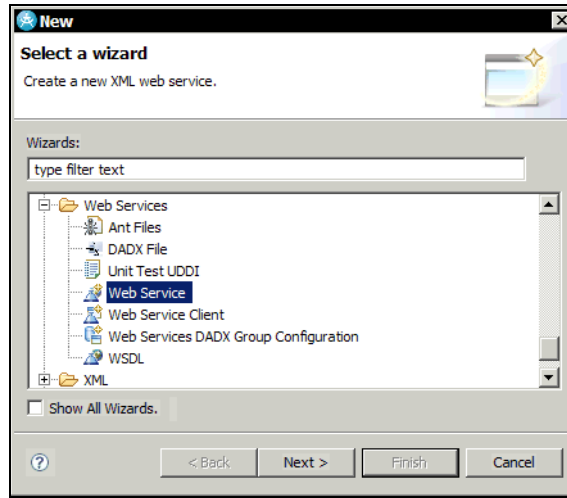 New
Select a wizard
Create a new XML web service.
Wizards:
type filter text
Web Services
Ant Files
DADX File
Unit Test UDDI
Web Service
Web Service Client
Web Services DADX Group Configuration
WSDL
XML
Show All Wizards.
? < Back Next > Finish Cancel